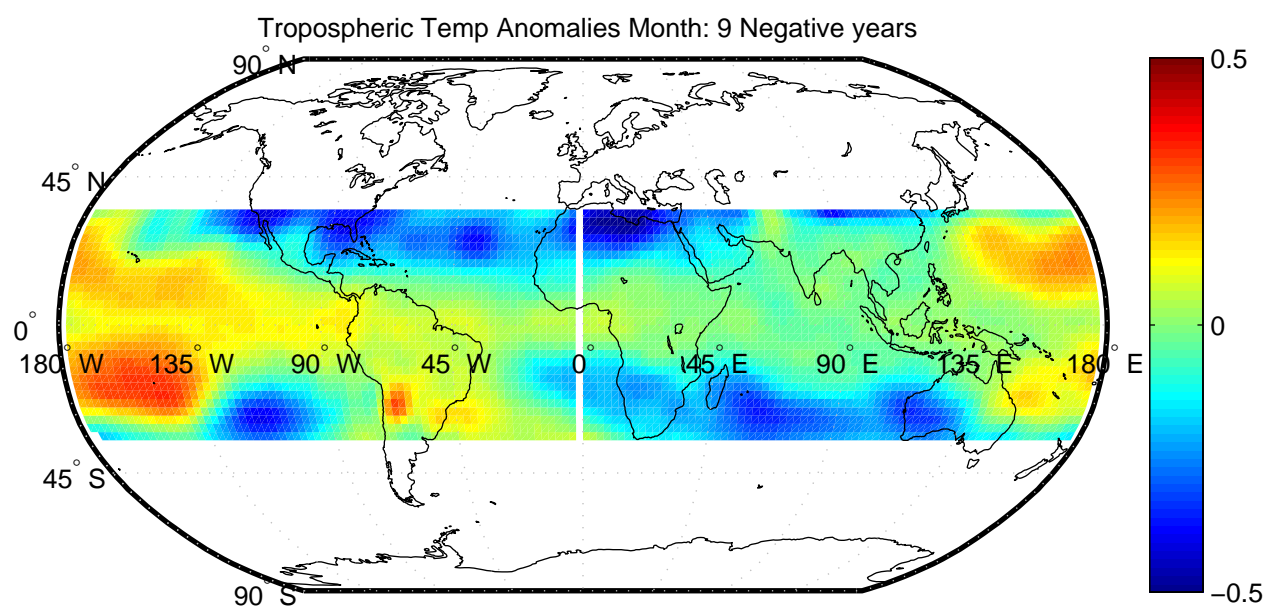 Tropospheric Temp Anomalies Month: 9 Negative years
90° N
0.5
45° N
0°
0
180° W
135° W
90° W
45° W
0°
45° E
90° E
135° E
180° E
45° S
90° S
−0.5